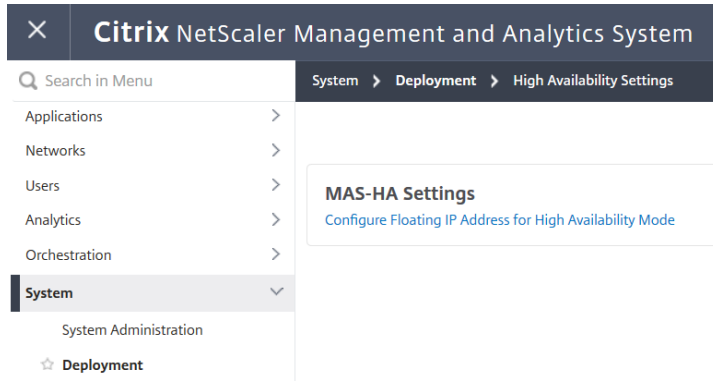 Citrix NetScaler Management and Analytics System
Search in Menu
System > Deployment > High Availability Settings
Applications
Networks
Users
Analytics
Orchestration
System
System Administration
Deployment
MAS-HA Settings
Configure Floating IP Address for High Availability Mode